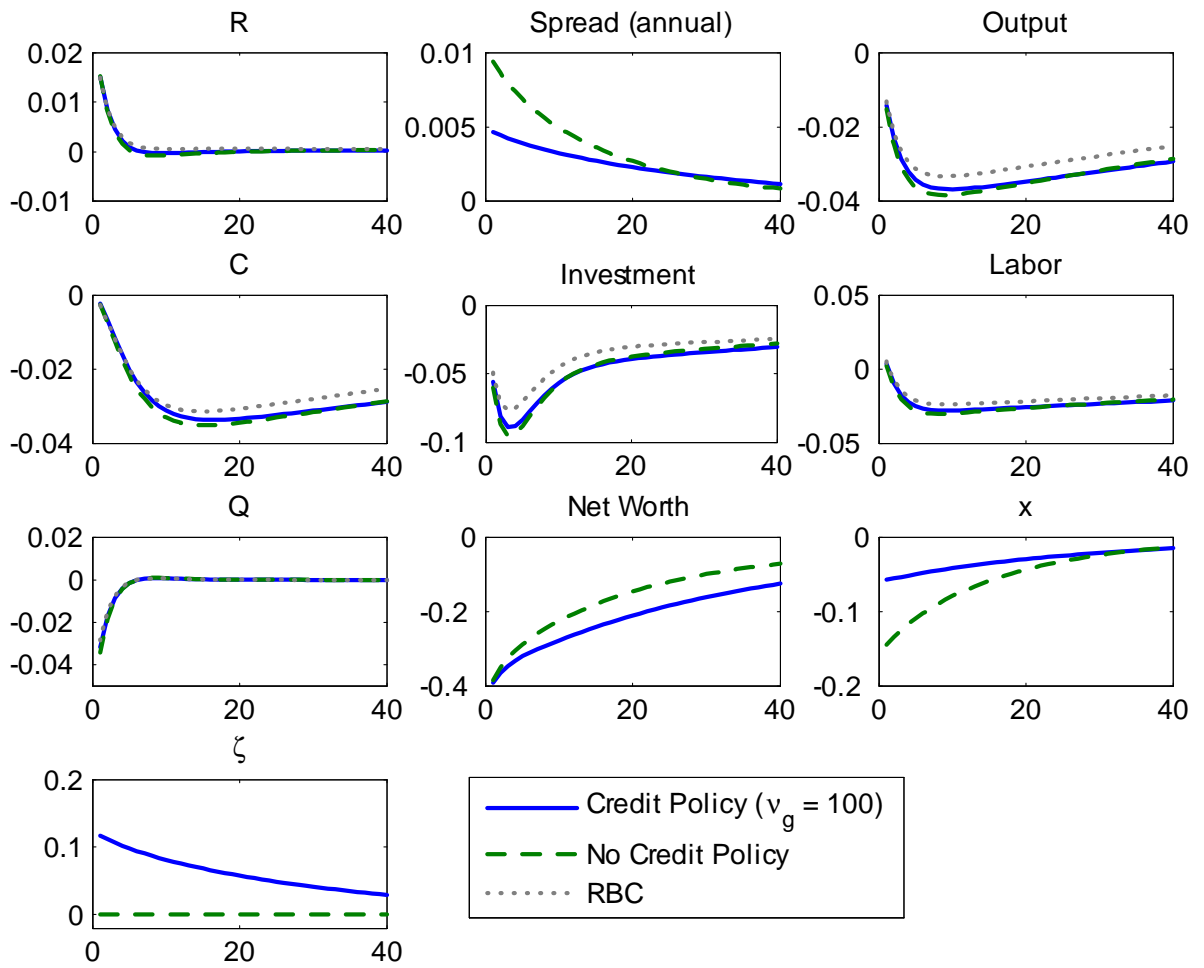 R
Spread (annual)
Output
0.02
0.01
0
-0.01
0 20 40
0.01
0.005
0
0 20 40
0
-0.02
-0.04
0 20 40
C
Investment
Labor
0
-0.02
-0.04
0 20 40
0
-0.05
-0.1
0 20 40
0.05
0
-0.05
0 20 40
Q
Net Worth
x
0.02
0
-0.02
-0.04
0 20 40
0
-0.2
-0.4
0 20 40
0
-0.1
-0.2
0 20 40
ζ
0.2
0.1
0
0 20 40
Credit Policy (ν_g = 100)
No Credit Policy
RBC